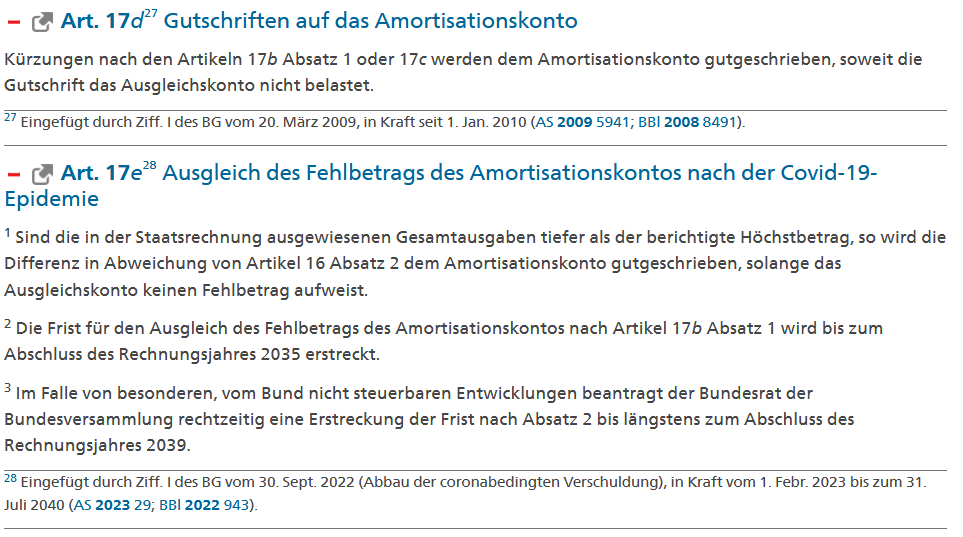 Art. 17d27 Gutschriften auf das Amortisationskonto
Kürzungen nach den Artikeln 17b Absatz 1 oder 17c werden dem Amortisationskonto gutgeschrieben, soweit die
Gutschrift das Ausgleichskonto nicht belastet.
27 Eingefügt durch Ziff. I des BG vom 20. März 2009, in Kraft seit 1. Jan. 2010 (AS 2009 5941; BBl 2008 8491).
Art. 17e28 Ausgleich des Fehlbetrags des Amortisationskontos nach der Covid-19-
Epidemie
1 Sind die in der Staatsrechnung ausgewiesenen Gesamtausgaben tiefer als der berichtigte Höchstbetrag, so wird die
Differenz in Abweichung von Artikel 16 Absatz 2 dem Amortisationskonto gutgeschrieben, solange das
Ausgleichskonto keinen Fehlbetrag aufweist.
2 Die Frist für den Ausgleich des Fehlbetrags des Amortisationskontos nach Artikel 17b Absatz 1 wird bis zum
Abschluss des Rechnungsjahres 2035 erstreckt.
3 Im Falle von besonderen, vom Bund nicht steuerbaren Entwicklungen beantragt der Bundesrat der
Bundesversammlung rechtzeitig eine Erstreckung der Frist nach Absatz 2 bis längstens zum Abschluss des
Rechnungsjahres 2039.
28 Eingefügt durch Ziff. I des BG vom 30. Sept. 2022 (Abbau der coronabedingten Verschuldung), in Kraft vom 1. Febr. 2023 bis zum 31.
Juli 2040 (AS 2023 29; BBl 2022 943).